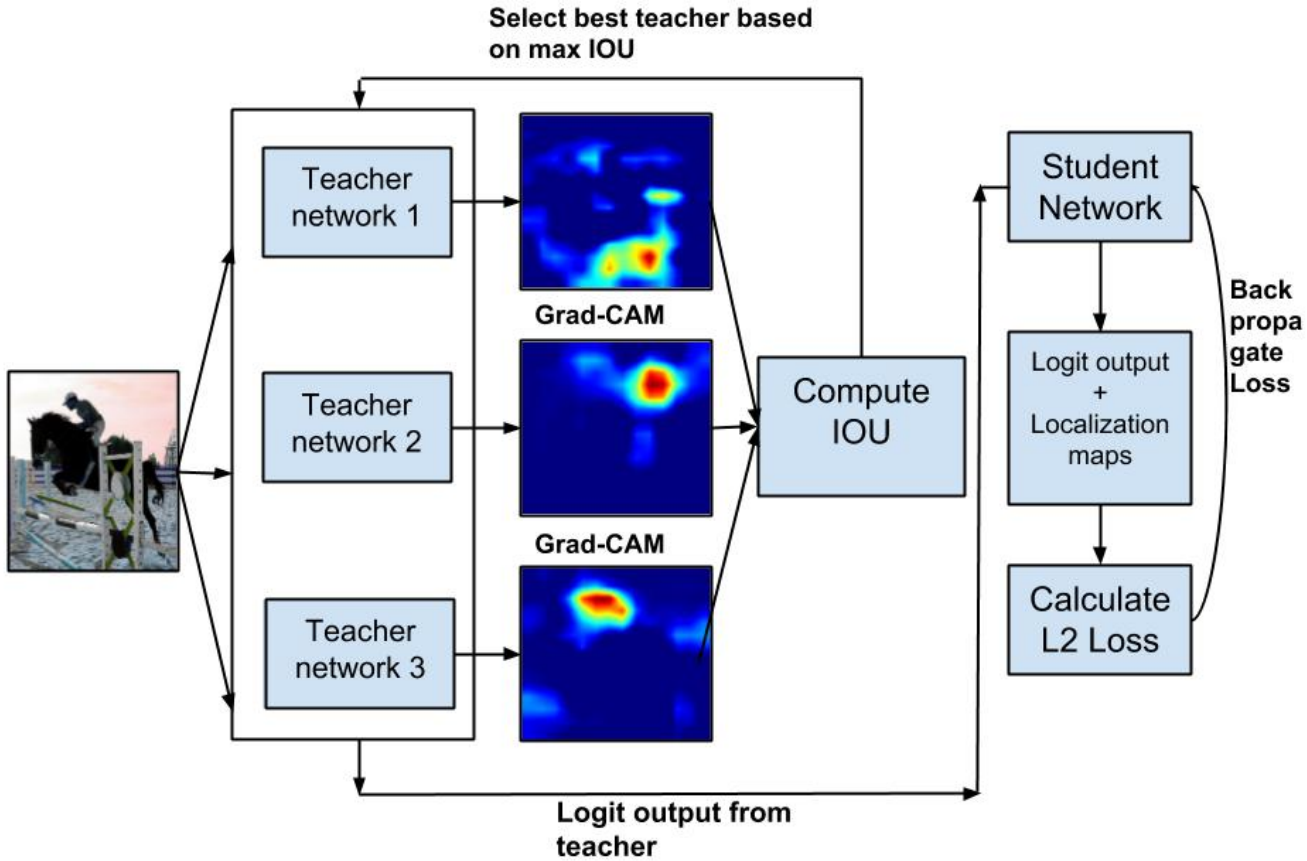 Select best teacher based
on max IOU
Teacher
network 1
Grad-CAM
Teacher
network 2
Grad-CAM
Teacher
network 3
Compute
IOU
Logit output from
teacher
Student
Network
Logit output
+
Localization
maps
Calculate
L2 Loss
Back
propa
gate
Loss